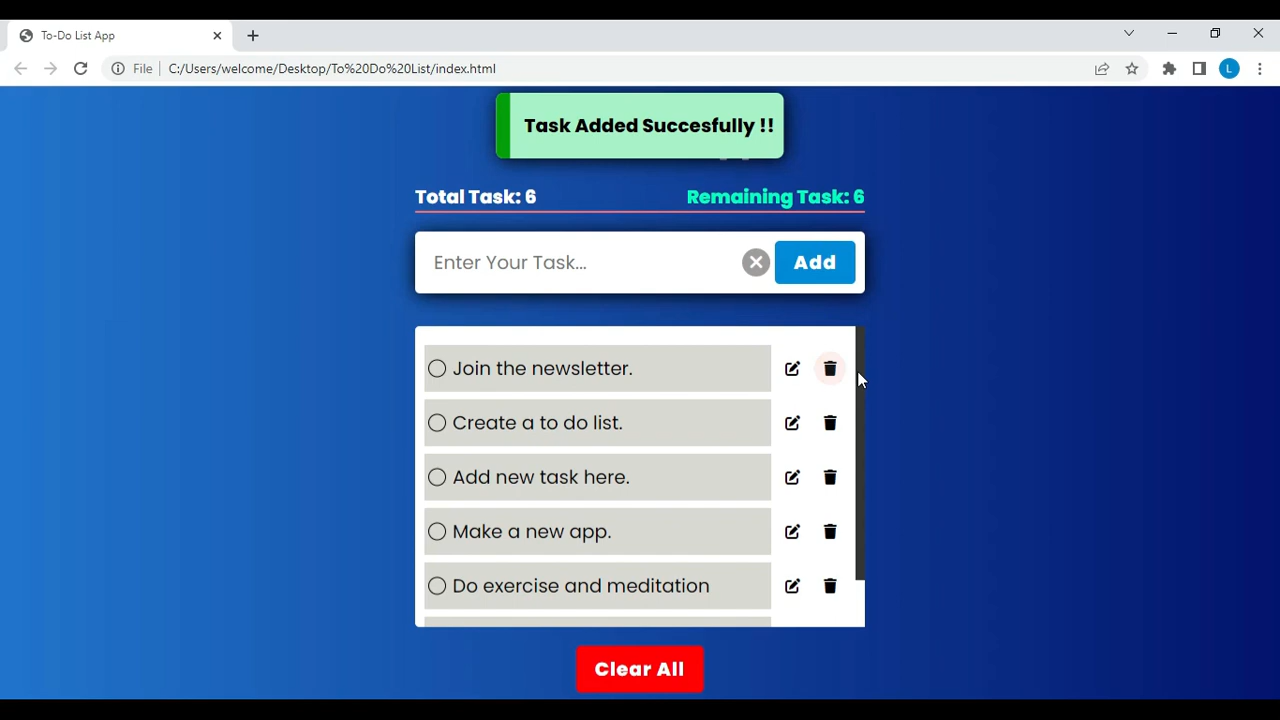 To-Do List App
File
C:/Users/welcome/Desktop/To%20Do%20List/index.html
L
Task Added Succesfully !!
Total Task: 6
Remaining Task: 6
Enter Your Task...
Add
Join the newsletter.
Create a to do list.
Add new task here.
Make a new app.
Do exercise and meditation
Clear All